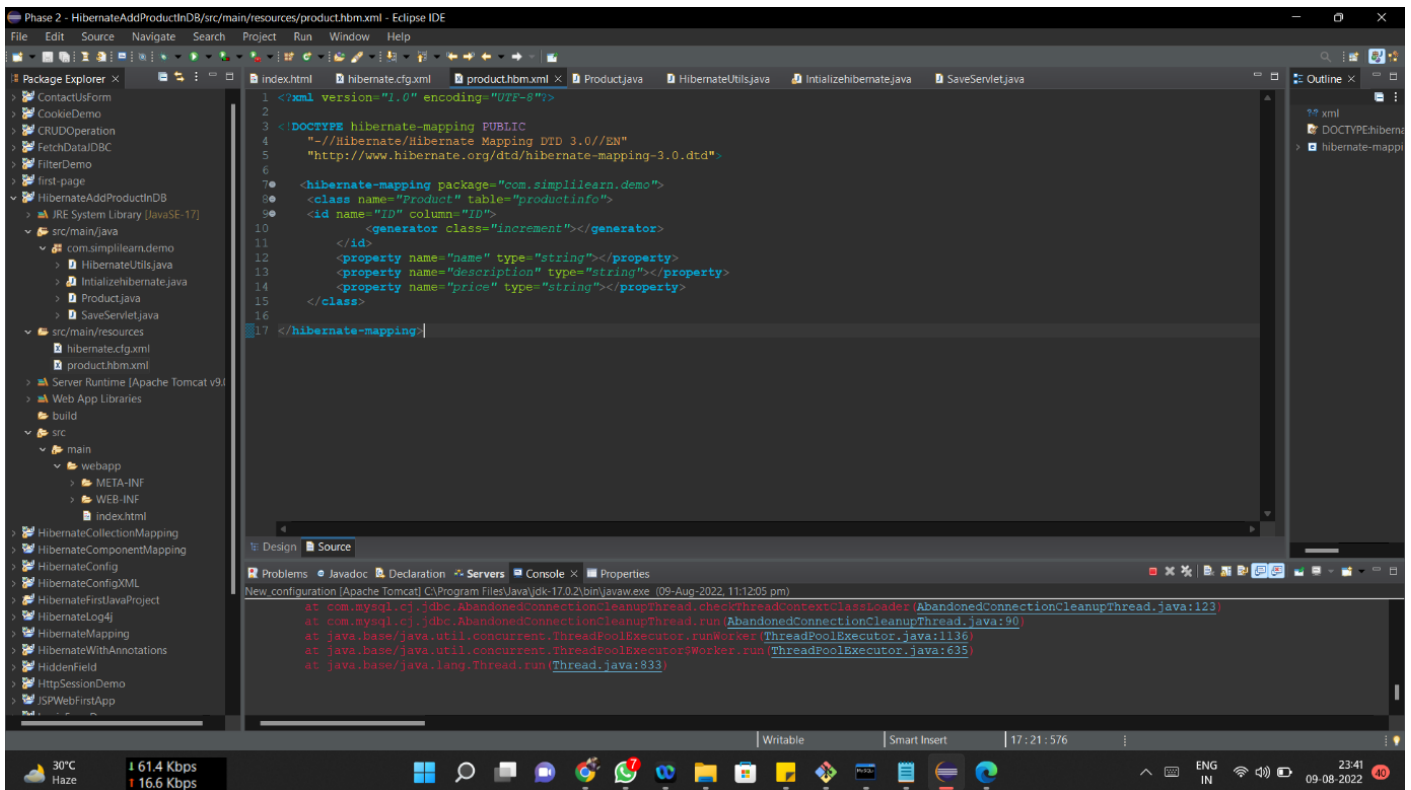 Phase 2 - HibernateAddProductInDB/src/main/resources/product.hbm.xml - Eclipse IDE
File Edit Source Navigate Search Project Run Window Help
Package Explorer
ContactUsForm
CookieDemo
CRUDOperation
FetchDataJDBC
FilterDemo
first-page
HibernateAddProductInDB
JRE System Library [JavaSE-17]
src/main/java
com.simplilearn.demo
HibernateUtils.java
Intializehibernate.java
Product.java
SaveServlet.java
src/main/resources
hibernate.cfg.xml
product.hbm.xml
Server Runtime [Apache Tomcat v9.0
Web App Libraries
build
src
main
webapp
META-INF
WEB-INF
index.html
HibernateCollectionMapping
HibernateComponentMapping
HibernateConfig
HibernateConfigXML
HibernateFirstJavaProject
HibernateLog4j
HibernateMapping
HibernateWithAnnotations
HiddenField
HttpSessionDemo
JSPWebFirstApp
index.html hibernate.cfg.xml product.hbm.xml Product.java HibernateUtils.java Intializehibernate.java SaveServlet.java
1 <?xml version="1.0" encoding="UTF-8"?>
2
3 <!DOCTYPE hibernate-mapping PUBLIC
4 "-//Hibernate/Hibernate Mapping DTD 3.0//EN"
5 "http://www.hibernate.org/dtd/hibernate-mapping-3.0.dtd">
6
7 <hibernate-mapping package="com.simplilearn.demo">
8 <class name="Product" table="productinfo">
9 <id name="ID" column="ID">
10 <generator class="increment"></generator>
11 </id>
12 <property name="name" type="string"></property>
13 <property name="description" type="string"></property>
14 <property name="price" type="string"></property>
15 </class>
16
17 </hibernate-mapping>
Design Source
Outline
xml
DOCTYPE:hiberna
hibernate-mappi
Problems Javadoc Declaration Servers Console Properties
New_configuration [Apache Tomcat] C:\Program Files\Java\jdk-17.0.2\bin\javaw.exe (09-Aug-2022, 11:12:05 pm)
at com.mysql.cj.jdbc.AbandonedConnectionCleanupThread.checkThreadContextClassLoader(AbandonedConnectionCleanupThread.java:123)
at com.mysql.cj.jdbc.AbandonedConnectionCleanupThread.run(AbandonedConnectionCleanupThread.java:90)
at java.base/java.util.concurrent.ThreadPoolExecutor.runWorker(ThreadPoolExecutor.java:1136)
at java.base/java.util.concurrent.ThreadPoolExecutor$Worker.run(ThreadPoolExecutor.java:635)
at java.base/java.lang.Thread.run(Thread.java:833)
Writable Smart Insert 17 : 21 : 576
30°C
Haze
61.4 Kbps
16.6 Kbps
7
ENG
IN
23:41
09-08-2022
40